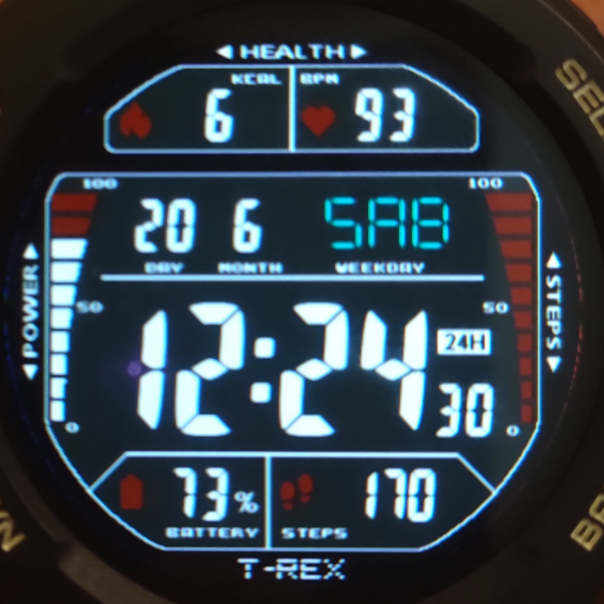 HEALTH
KCAL BPM
6 93
100 100
20 6 SAB
DAY MONTH WEEKDAY
POWER STEPS
50 50
12:24 24H
30
0 0
73% 170
BATTERY STEPS
T-REX
SEL